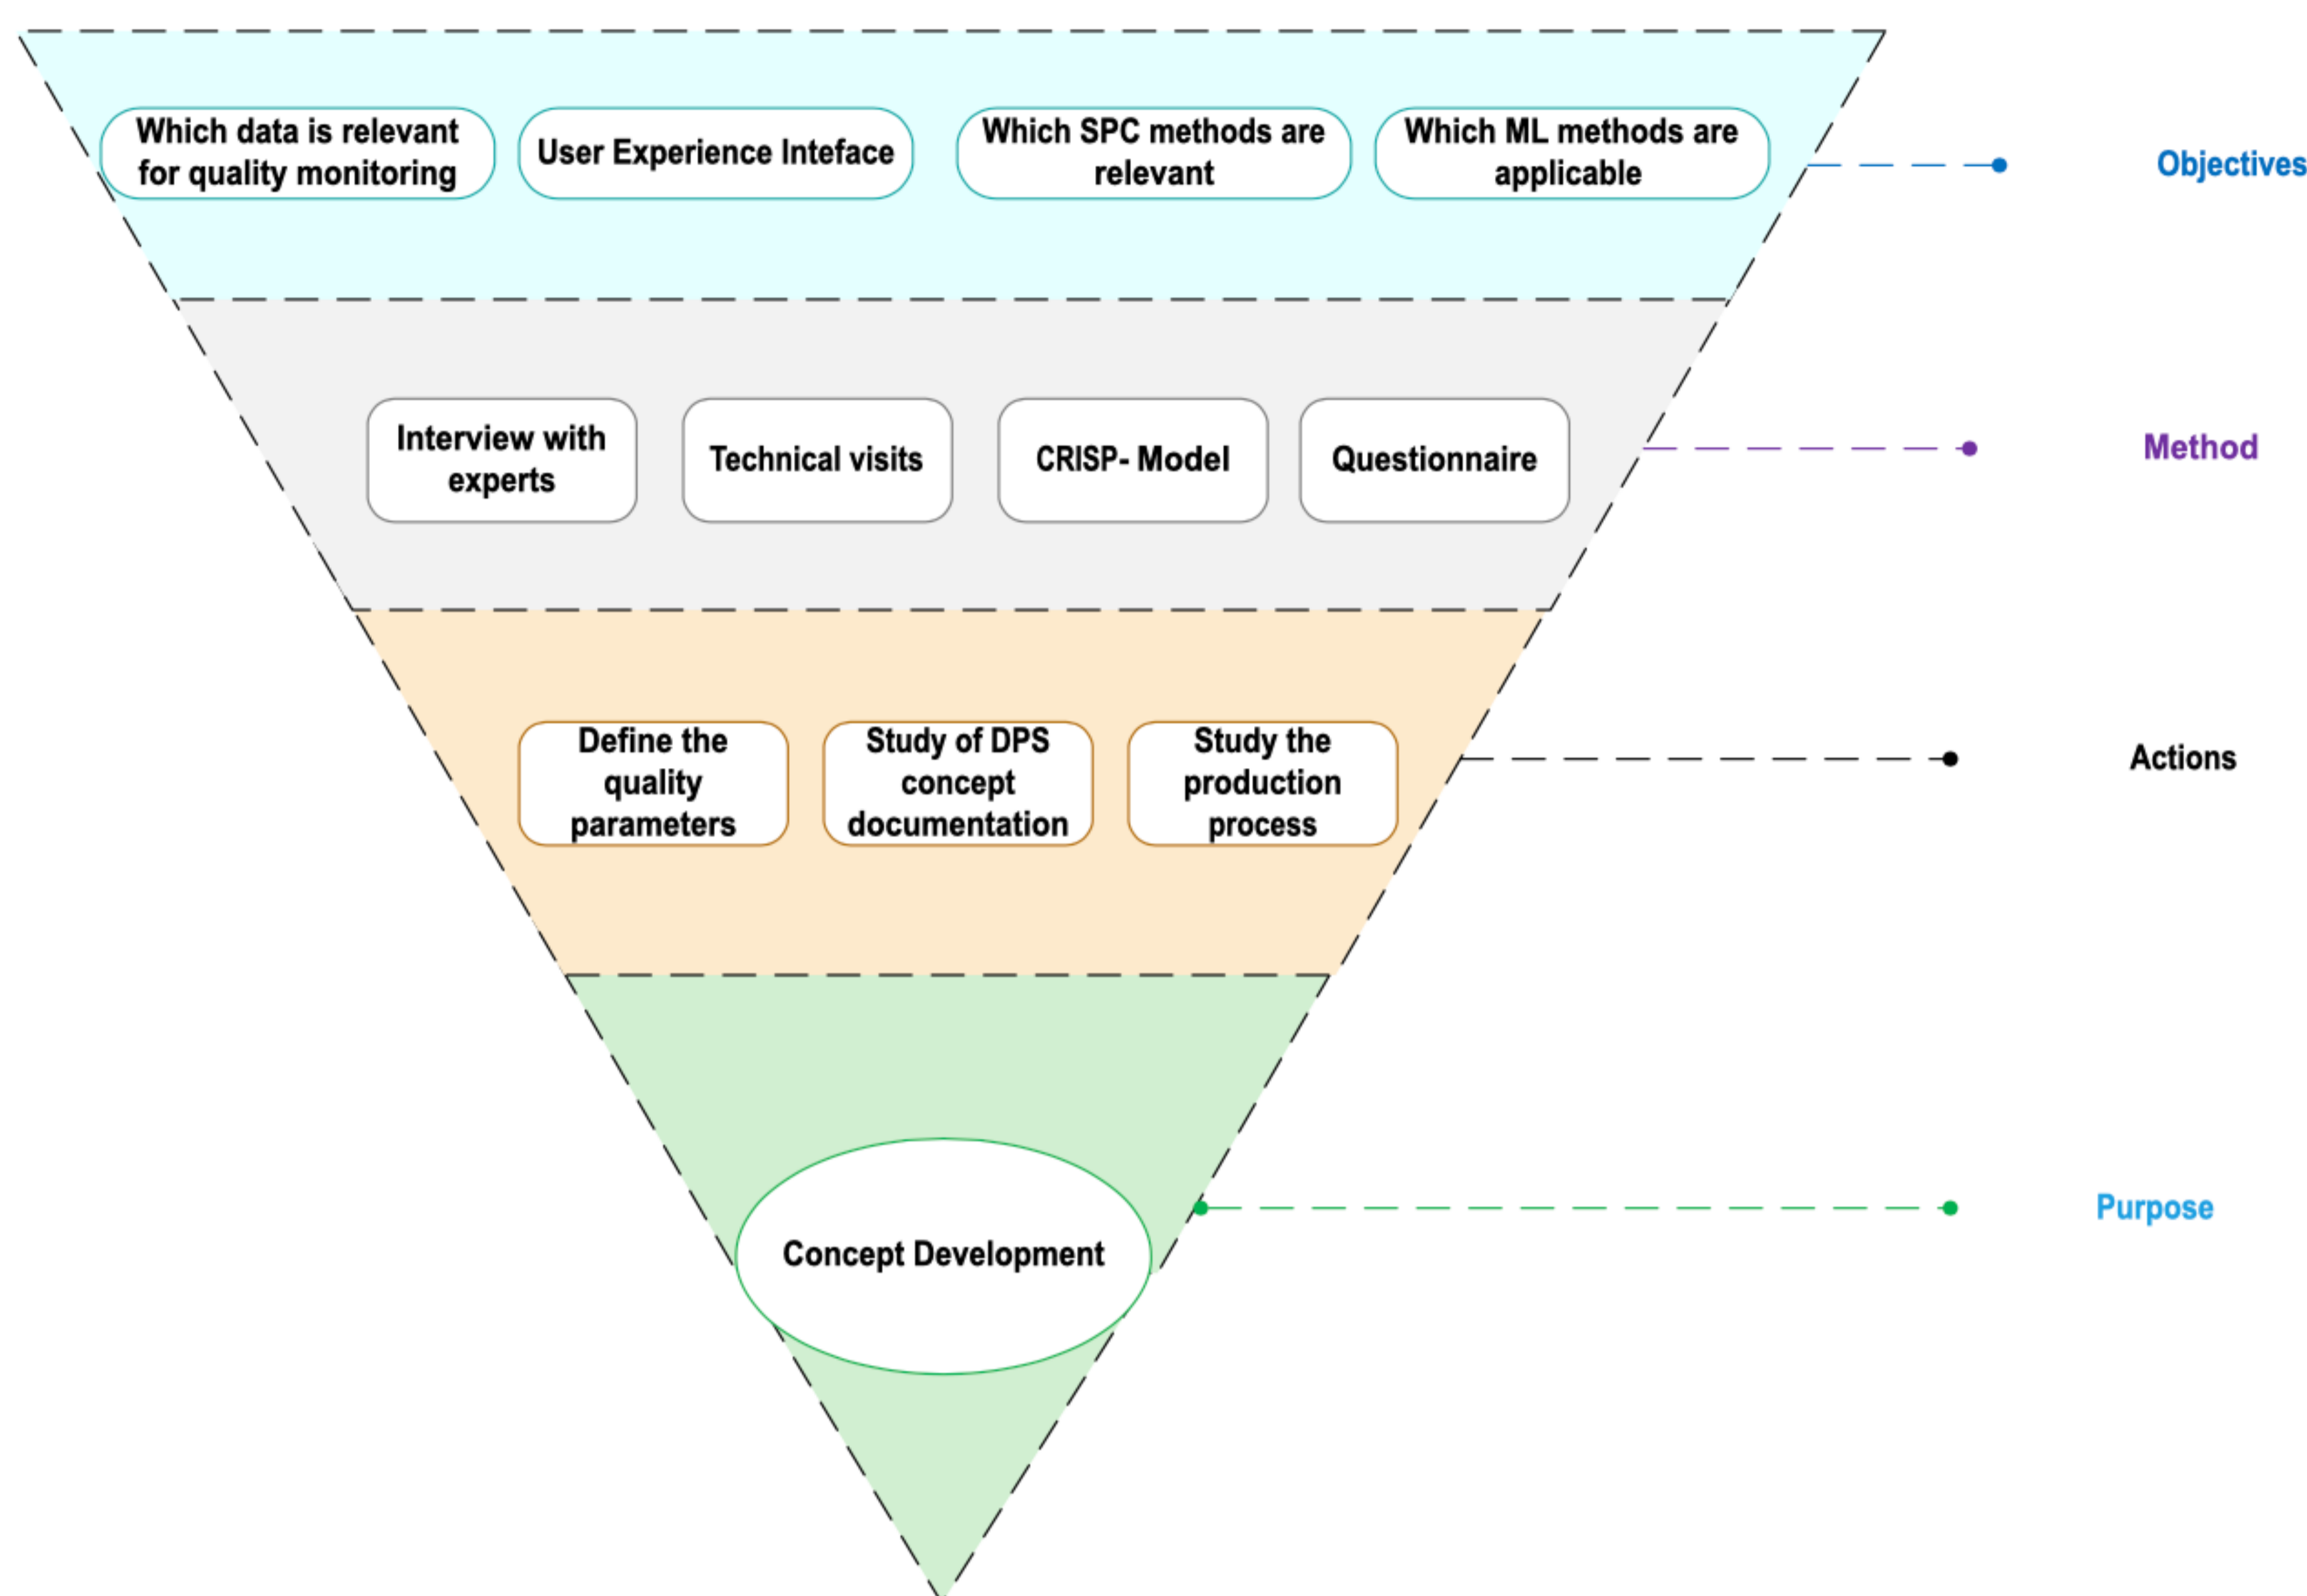 Which data is relevant
for quality monitoring
User Experience Inteface
Which SPC methods are
relevant
Which ML methods are
applicable
Objectives
Interview with
experts
Technical visits
CRISP- Model
Questionnaire
Method
Define the
quality
parameters
Study of DPS
concept
documentation
Study the
production
process
Actions
Concept Development
Purpose